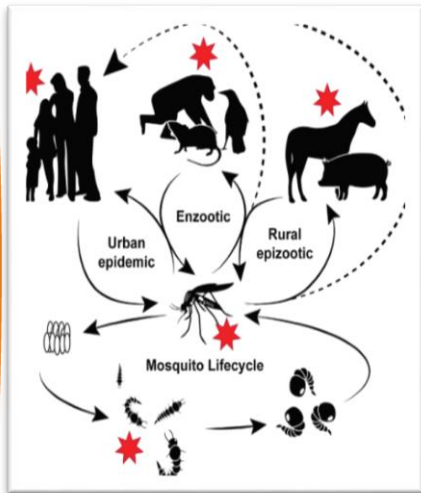 Enzootic
Urban
epidemic
Rural
epizootic
Mosquito Lifecycle